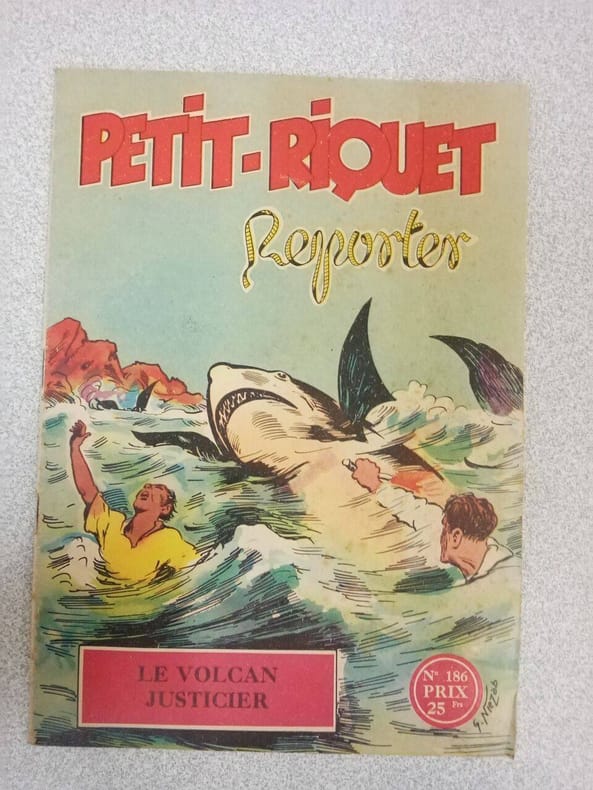 PETIT-RIQUET
Reporter
LE VOLCAN
JUSTICIER
N° 186
PRIX
25 Frs